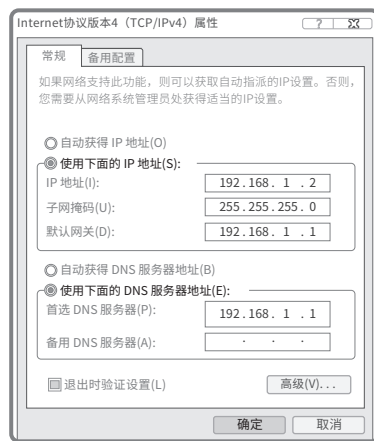 Internet协议版本4（TCP/IPv4）属性
?
常规 备用配置
如果网络支持此功能，则可以获取自动指派的IP设置。否则，
您需要从网络系统管理员处获得适当的IP设置。
自动获得 IP 地址(O)
使用下面的 IP 地址(S):
IP 地址(I): 192.168. 1 . 2
子网掩码(U): 255.255.255. 0
默认网关(D): 192.168. 1 . 1
自动获得 DNS 服务器地址(B)
使用下面的 DNS 服务器地址(E):
首选 DNS 服务器(P): 192.168. 1 . 1
备用 DNS 服务器(A): . . .
退出时验证设置(L) 高级(V)...
确定 取消